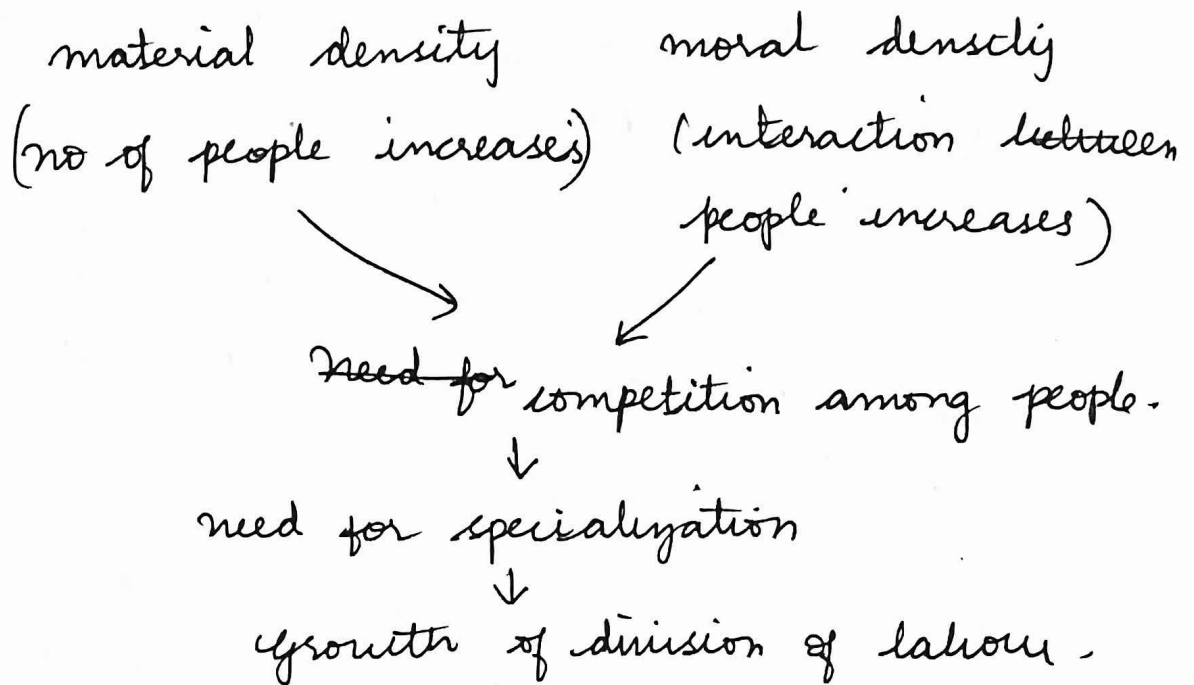 material density moral density
(no of people increases) (interaction between
people increases)
need for competition among people.
↓
need for specialization
↓
growth of division of labour.